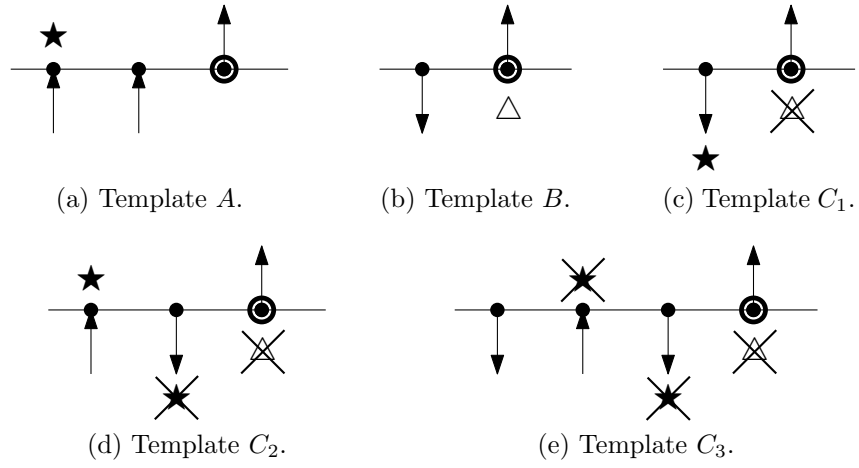 (a) Template A.
(b) Template B.
(c) Template C₁.
(d) Template C₂.
(e) Template C₃.